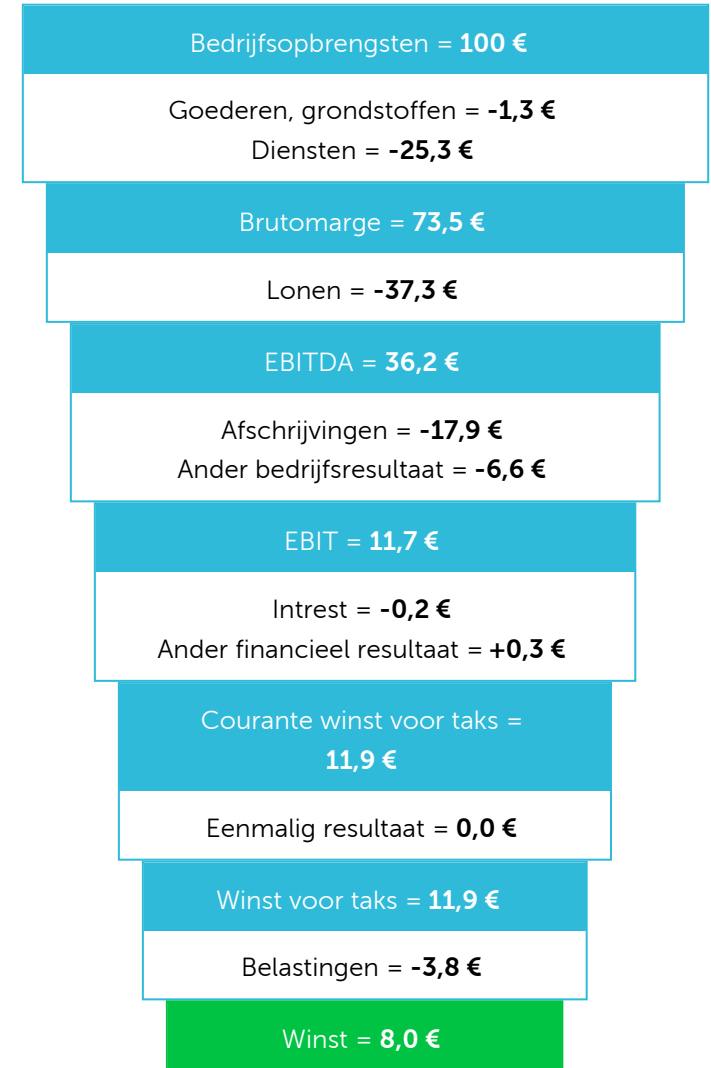 Bedrijfsopbrengsten = 100 €
Goederen, grondstoffen = -1,3 €
Diensten = -25,3 €
Brutomarge = 73,5 €
Lonen = -37,3 €
EBITDA = 36,2 €
Afschrijvingen = -17,9 €
Ander bedrijfsresultaat = -6,6 €
EBIT = 11,7 €
Intrest = -0,2 €
Ander financieel resultaat = +0,3 €
Courante winst voor taks =
11,9 €
Eenmalig resultaat = 0,0 €
Winst voor taks = 11,9 €
Belastingen = -3,8 €
Winst = 8,0 €